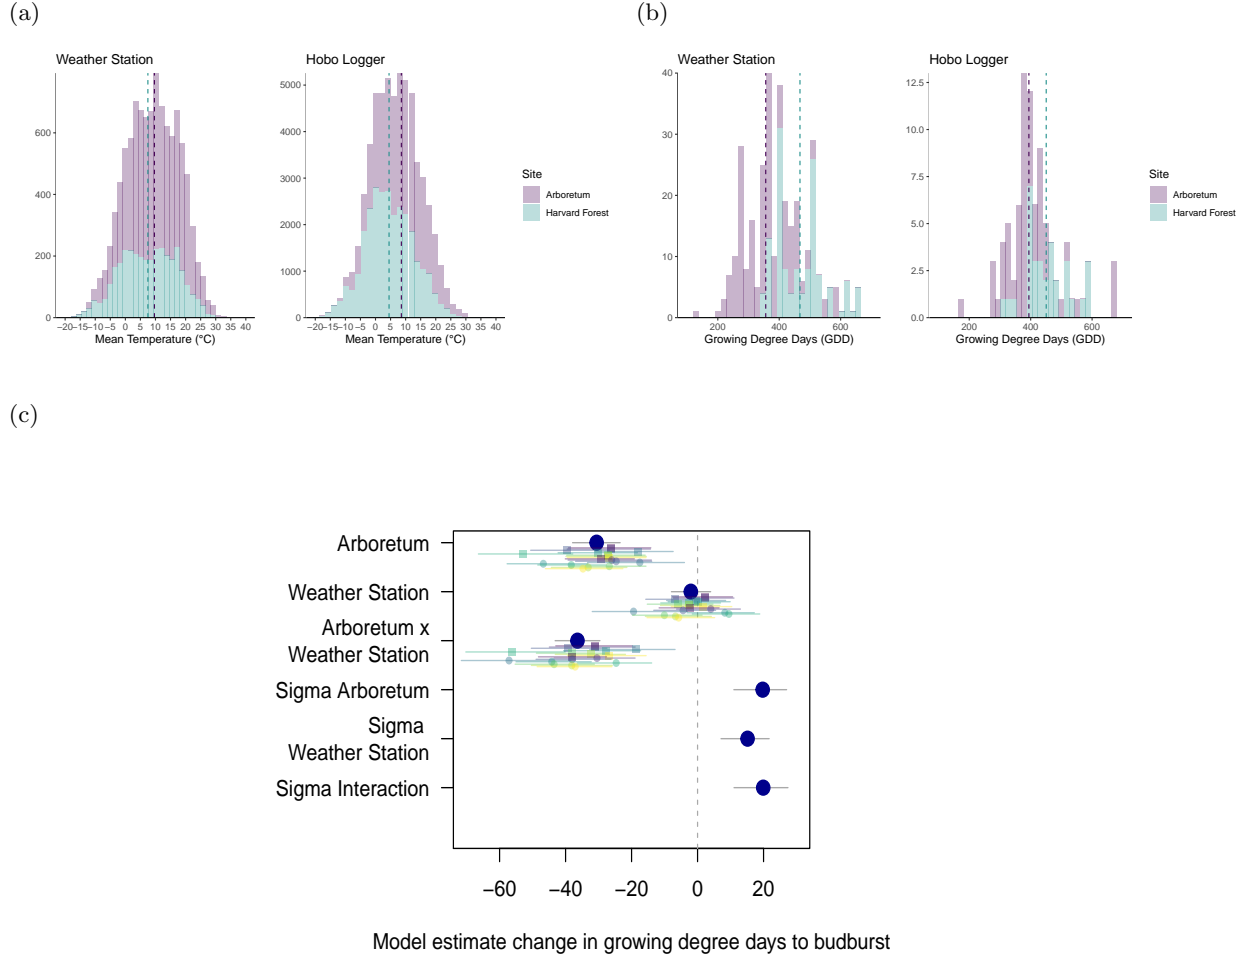 (a)
Weather Station
0
200
400
600
−20−15−10 −5 0 5 10 15 20 25 30 35 40
Mean Temperature (°C)
Hobo Logger
0
1000
2000
3000
4000
5000
−20−15−10 −5 0 5 10 15 20 25 30 35 40
Mean Temperature (°C)
Site
Arboretum
Harvard Forest
(b)
Weather Station
0
10
20
30
40
200 400 600
Growing Degree Days (GDD)
Hobo Logger
0.0
2.5
5.0
7.5
10.0
12.5
200 400 600
Growing Degree Days (GDD)
Site
Arboretum
Harvard Forest
(c)
Arboretum
Weather Station
Arboretum x
Weather Station
Sigma Arboretum
Sigma
Weather Station
Sigma Interaction
−60 −40 −20 0 20
Model estimate change in growing degree days to budburst